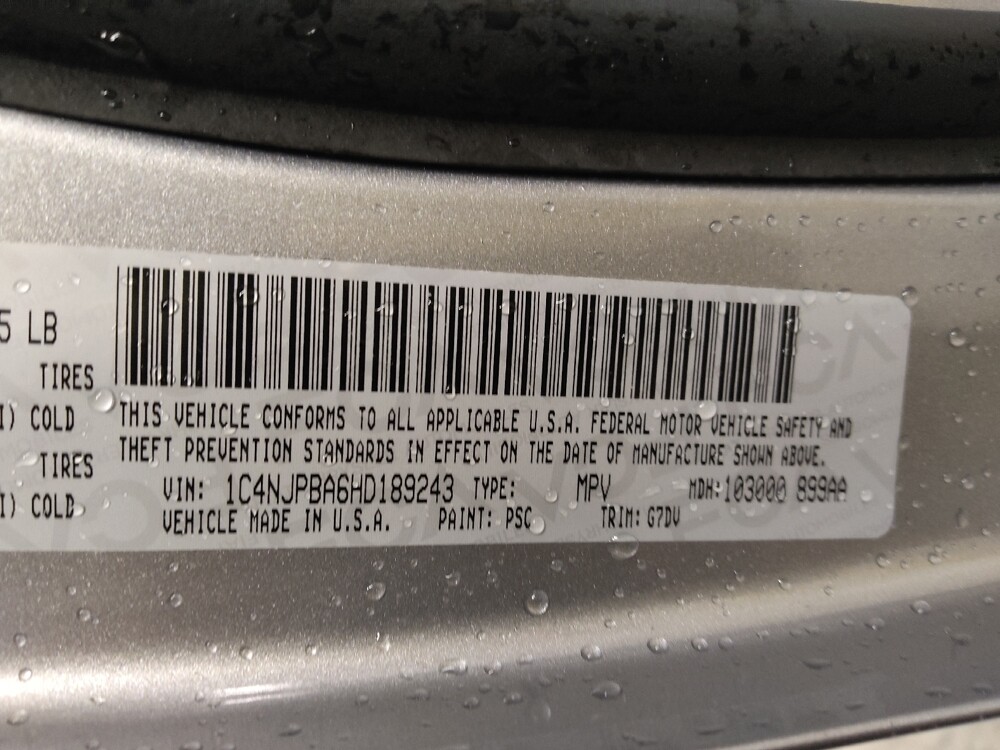 5 LB
TIRES
I) COLD
TIRES
I) COLD
THIS VEHICLE CONFORMS TO ALL APPLICABLE U.S.A. FEDERAL MOTOR VEHICLE SAFETY AND
THEFT PREVENTION STANDARDS IN EFFECT ON THE DATE OF MANUFACTURE SHOWN ABOVE.
VIN: 1C4NJPBA6HD189243 TYPE: MPV MDH: 103000 899AA
VEHICLE MADE IN U.S.A. PAINT: PSC TRIM: G7DV